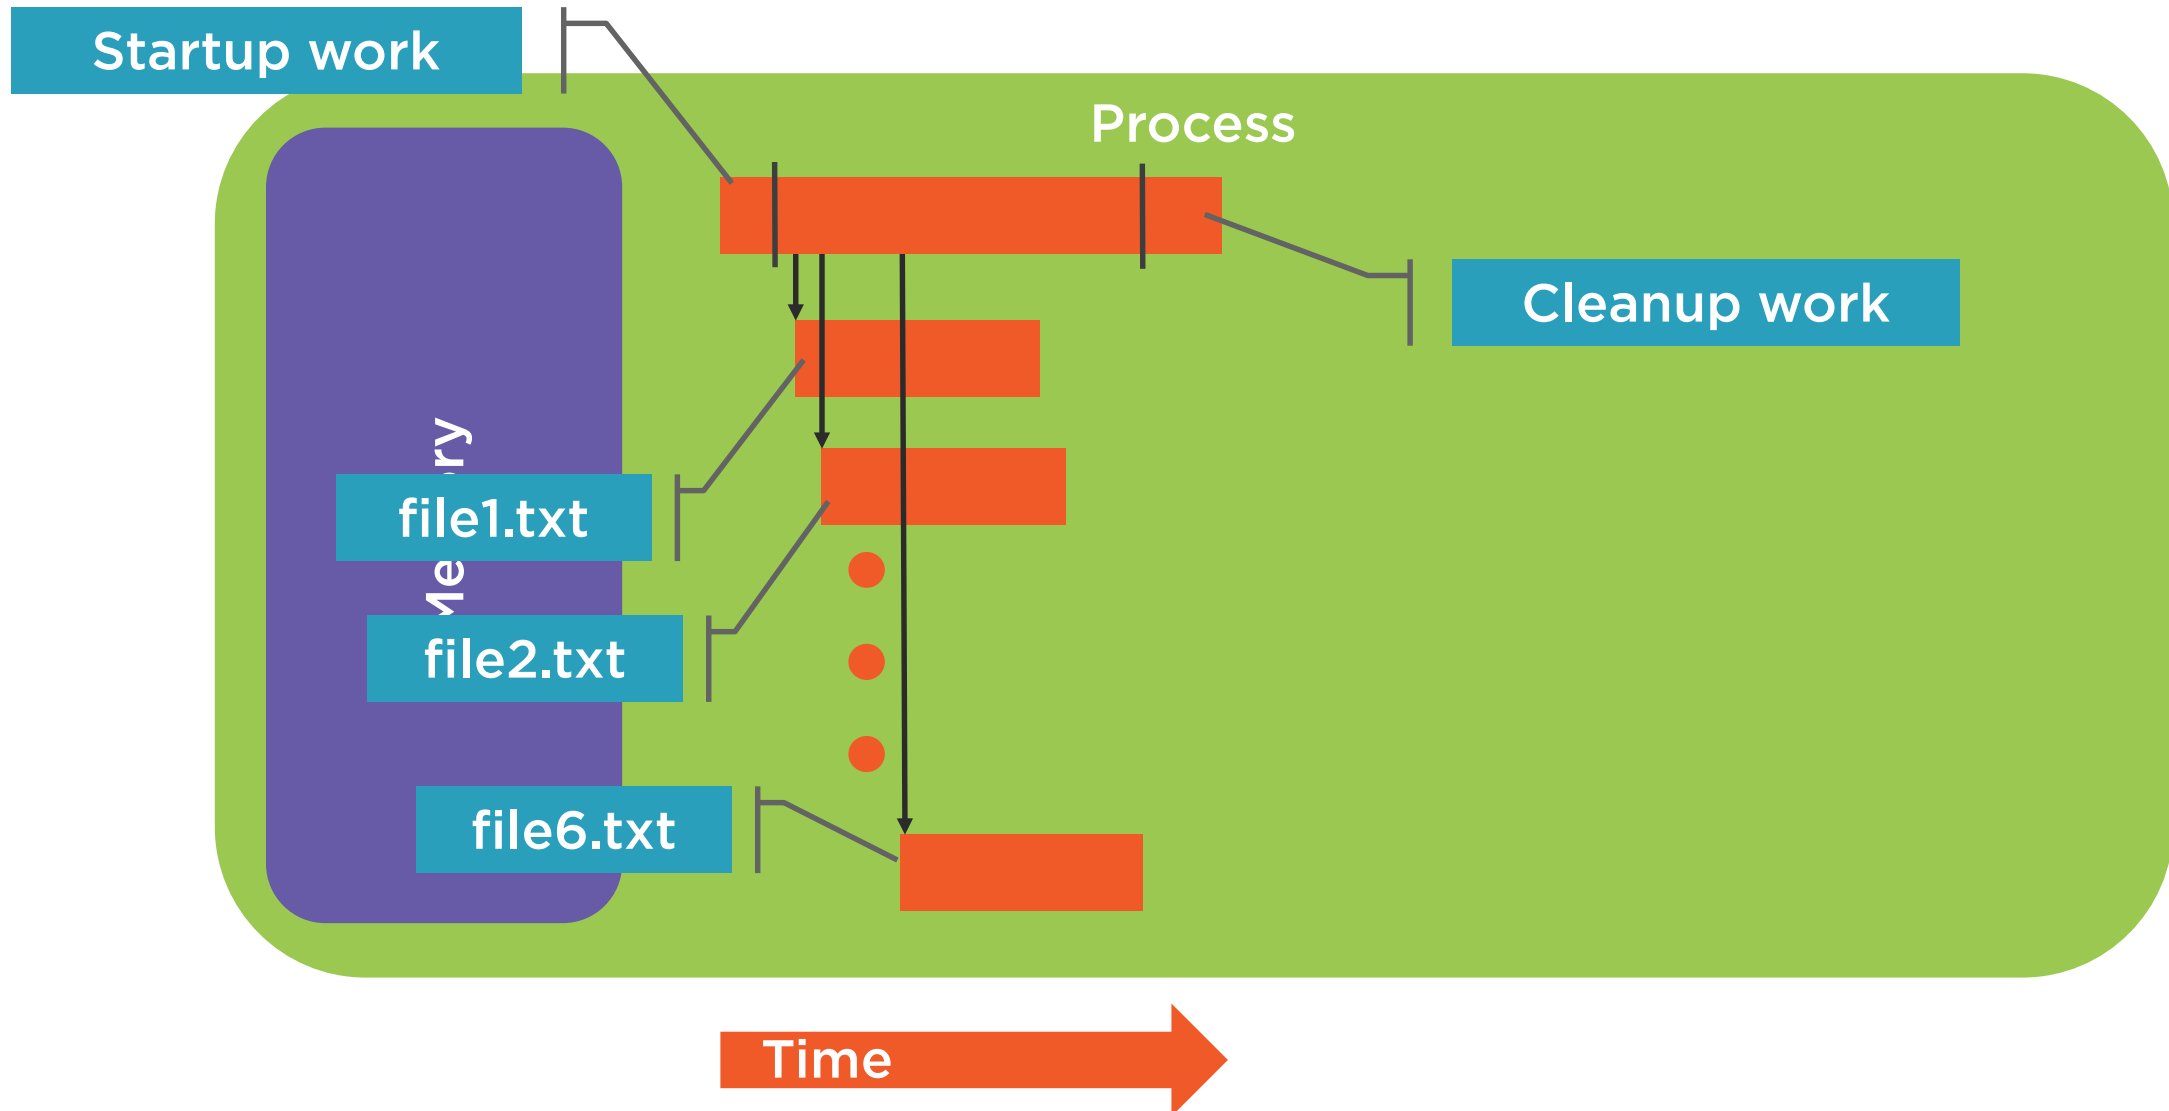 Startup work
Process
Cleanup work
file1.txt
file2.txt
file6.txt
Time